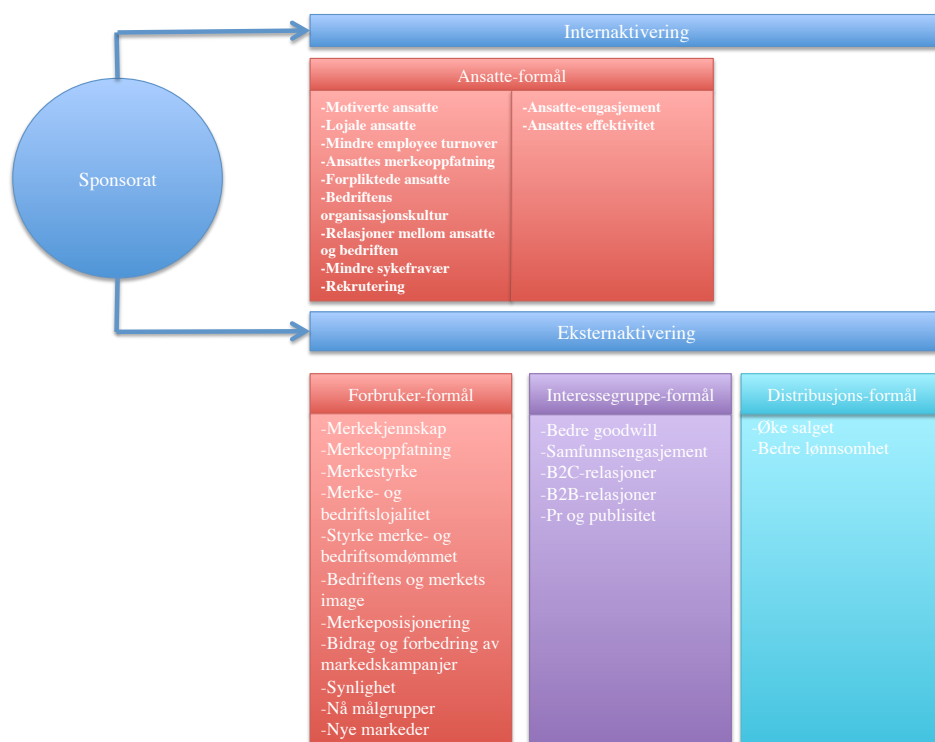 Internaktivering
Sponsorat
Ansatte-formål
-Motiverte ansatte
-Lojale ansatte
-Mindre employee turnover
-Ansattes merkeoppfatning
-Forpliktede ansatte
-Bedriftens
organisasjonskultur
-Relasjoner mellom ansatte
og bedriften
-Mindre sykefravær
-Rekrutering
-Ansatte-engasjement
-Ansattes effektivitet
Eksternaktivering
Forbruker-formål
-Merkekjennskap
-Merkeoppfatning
-Merkestyrke
-Merke- og
bedriftslojalitet
-Styrke merke- og
bedriftsomdømmet
-Bedriftens og merkets
image
-Merkeposisjonering
-Bidrag og forbedring av
markedskampanjer
-Synlighet
-Nå målgrupper
-Nye markeder
Interessegruppe-formål
-Bedre goodwill
-Samfunnsengasjement
-B2C-relasjoner
-B2B-relasjoner
-Pr og publisitet
Distribusjons-formål
-Øke salget
-Bedre lønnsomhet